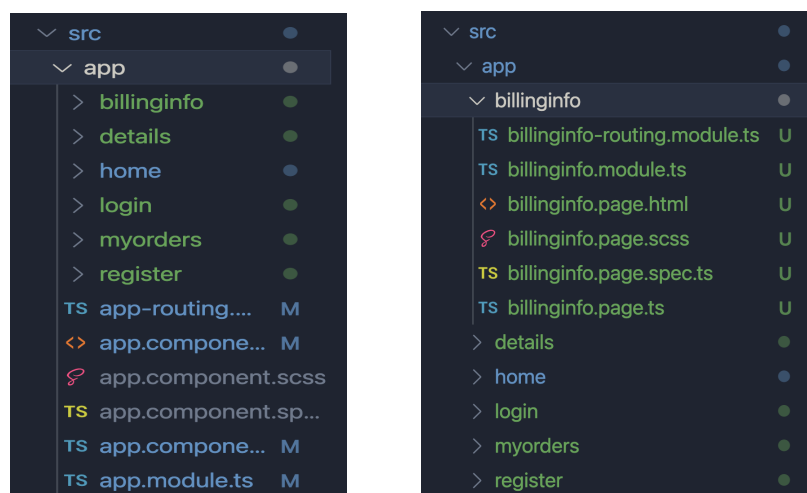 src
app
billinginfo
details
home
login
myorders
register
TS app-routing.... M
<> app.compone... M
app.component.scss
TS app.component.sp...
TS app.compone... M
TS app.module.ts M
src
app
billinginfo
TS billinginfo-routing.module.ts U
TS billinginfo.module.ts U
<> billinginfo.page.html U
billinginfo.page.scss U
TS billinginfo.page.spec.ts U
TS billinginfo.page.ts U
details
home
login
myorders
register